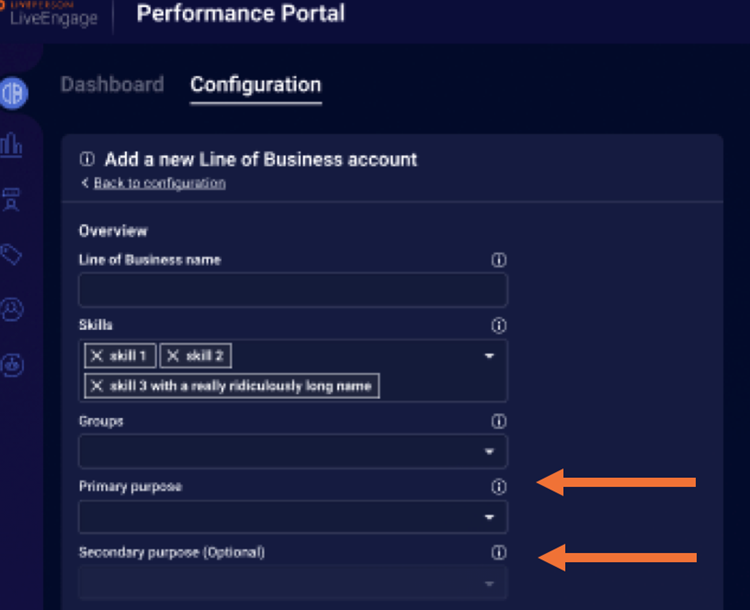 LIVEPERSON
LiveEngage
Performance Portal
Dashboard Configuration
Add a new Line of Business account
< Back to configuration
Overview
Line of Business name
Skills
skill 1 skill 2
skill 3 with a really ridiculously long name
Groups
Primary purpose
Secondary purpose (Optional)